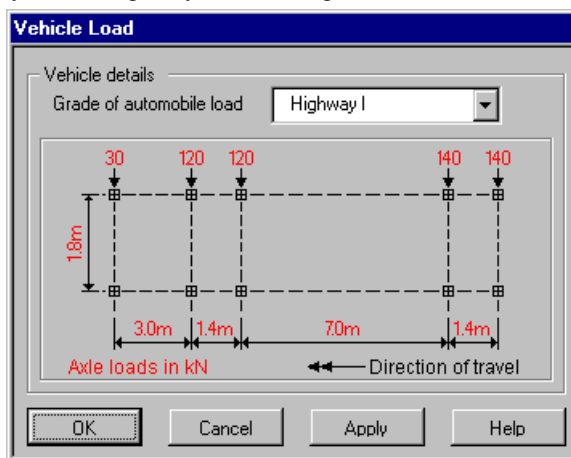 Vehicle Load
Vehicle details
Grade of automobile load Highway I
30 120 120 140 140
1.8m
3.0m 1.4m 7.0m 1.4m
Axle loads in kN Direction of travel
OK Cancel Apply Help